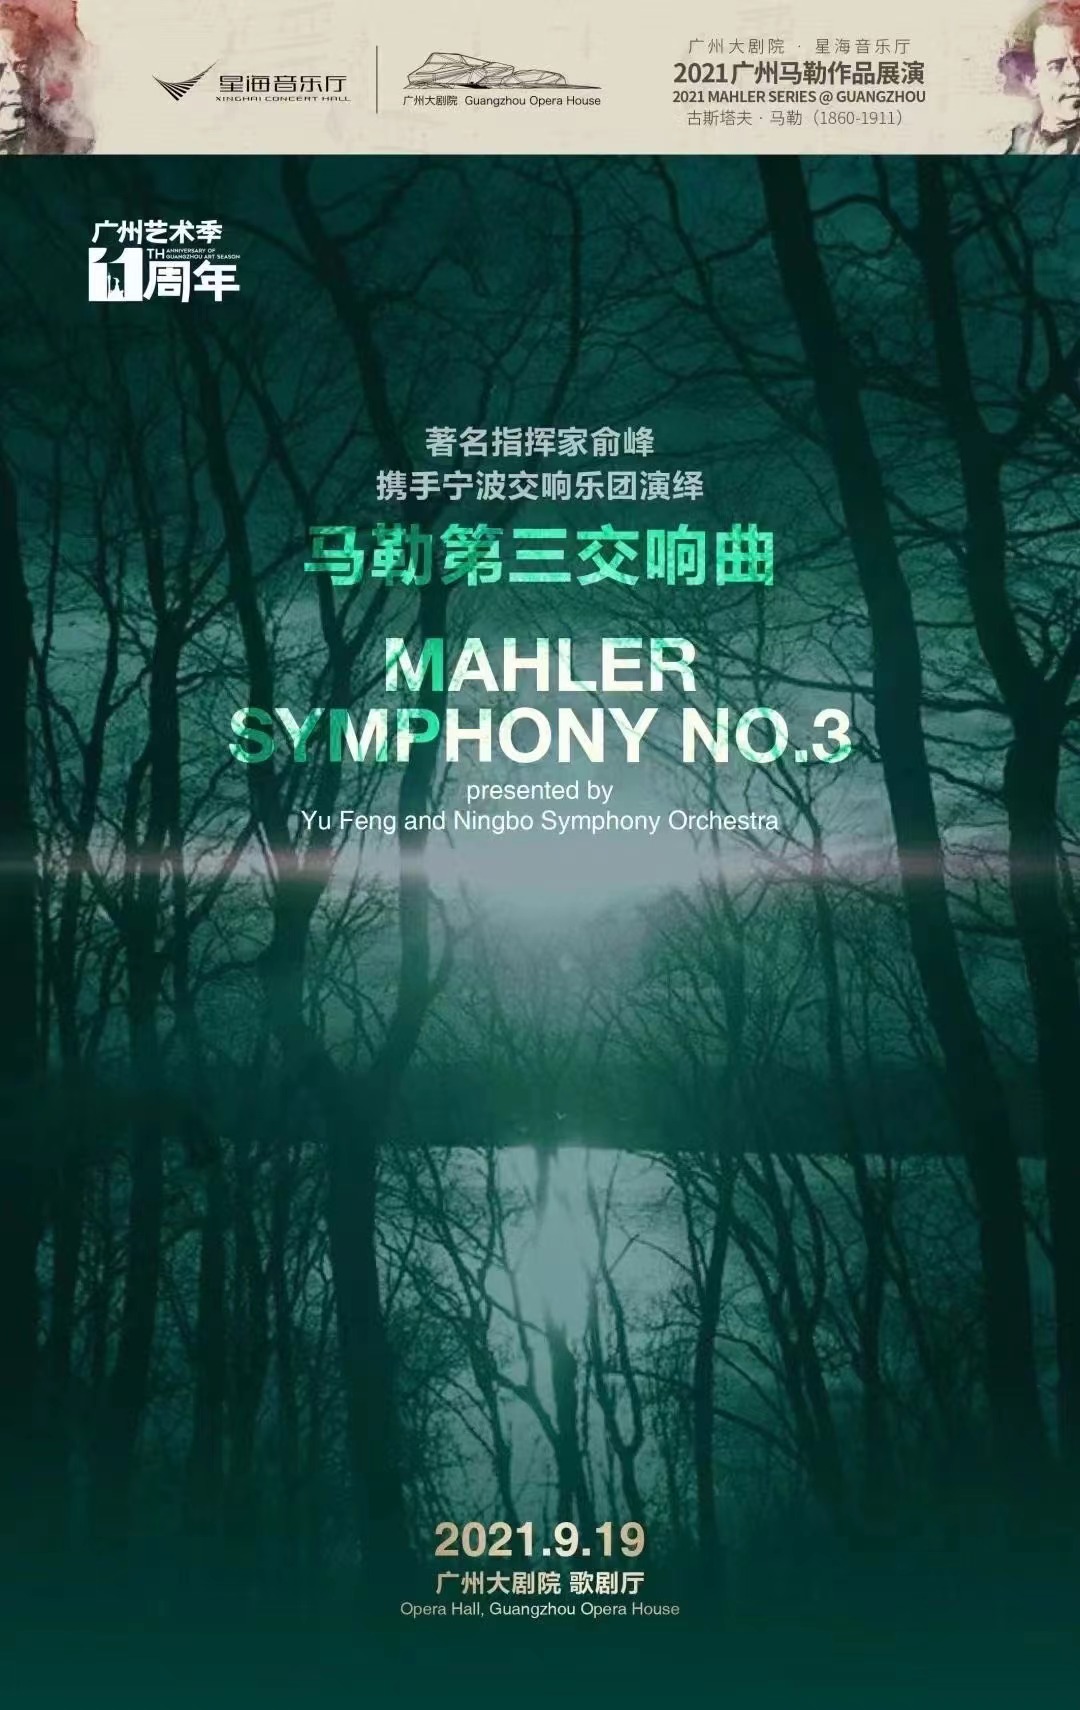 星海音乐厅
XINGHAI CONCERT HALL
广州大剧院 Guangzhou Opera House
广州大剧院 · 星海音乐厅
2021广州马勒作品展演
2021 MAHLER SERIES @ GUANGZHOU
古斯塔夫 · 马勒（1860-1911）
广州艺术季
11TH ANNIVERSARY OF
GUANGZHOU ART SEASON
周年
著名指挥家俞峰
携手宁波交响乐团演绎
马勒第三交响曲
MAHLER
SYMPHONY NO.3
presented by
Yu Feng and Ningbo Symphony Orchestra
2021.9.19
广州大剧院 歌剧厅
Opera Hall, Guangzhou Opera House